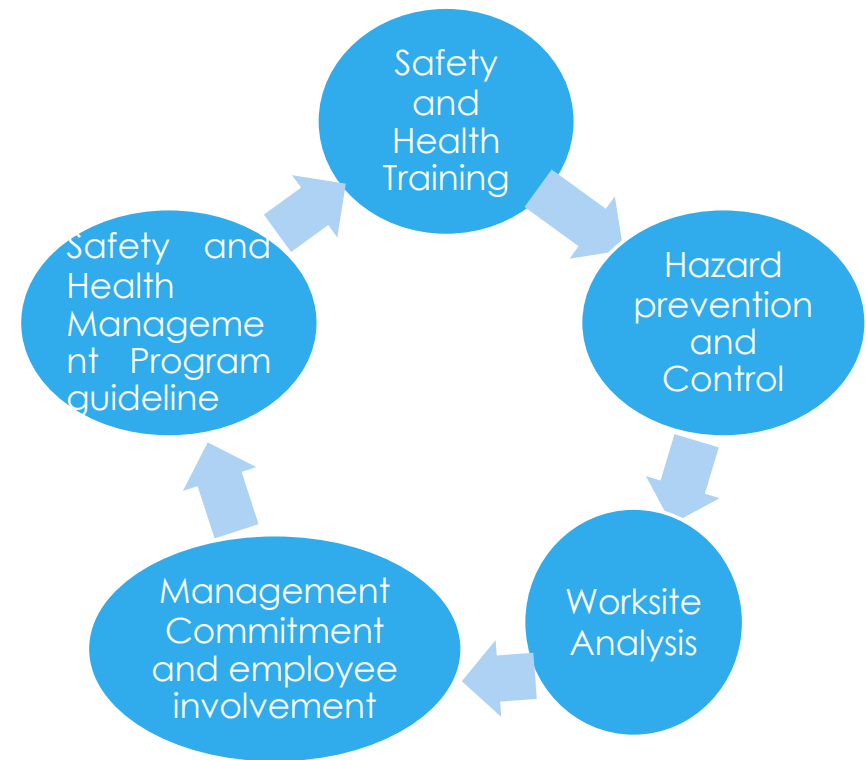 Safety
and
Health
Training
Hazard
prevention
and
Control
Worksite
Analysis
Management
Commitment
and employee
involvement
Safety and
Health
Manageme
nt Program
guideline